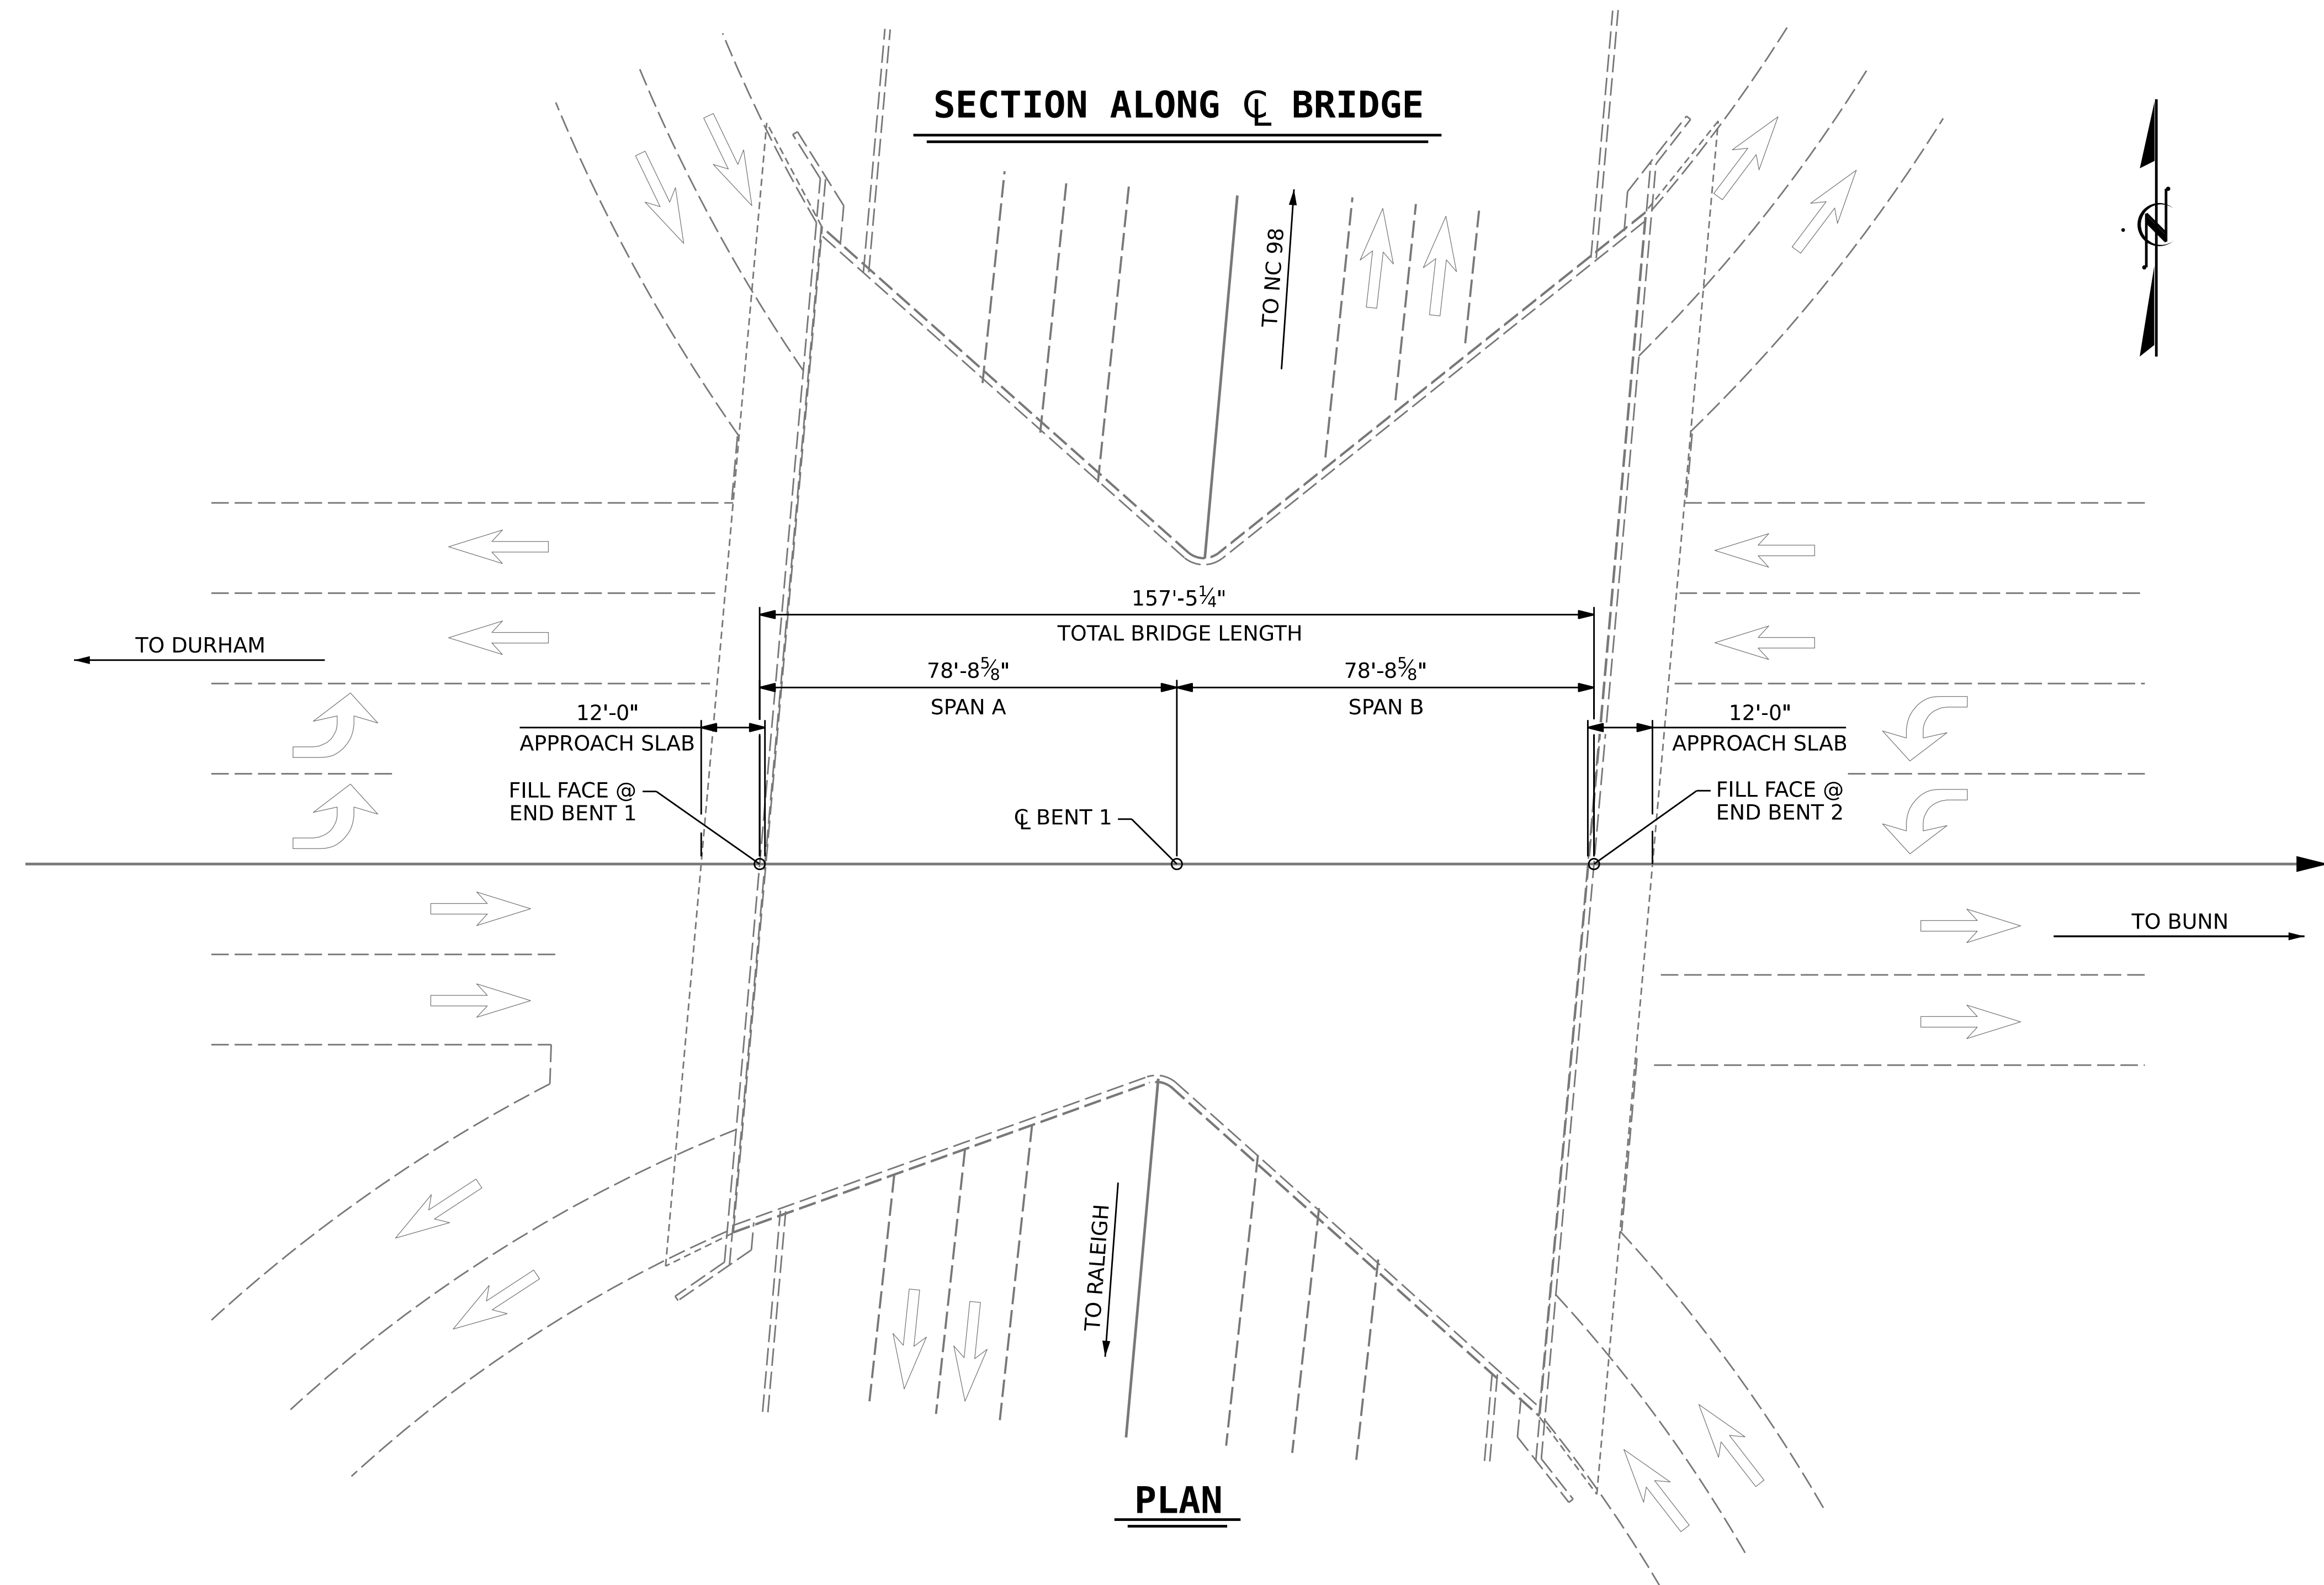 SECTION ALONG ℄ BRIDGE
TO NC 98
N
157'-5¼"
TOTAL BRIDGE LENGTH
TO DURHAM
78'-8⅝"
78'-8⅝"
SPAN A
SPAN B
12'-0"
12'-0"
APPROACH SLAB
APPROACH SLAB
FILL FACE @
END BENT 1
℄ BENT 1
FILL FACE @
END BENT 2
TO BUNN
TO RALEIGH
PLAN